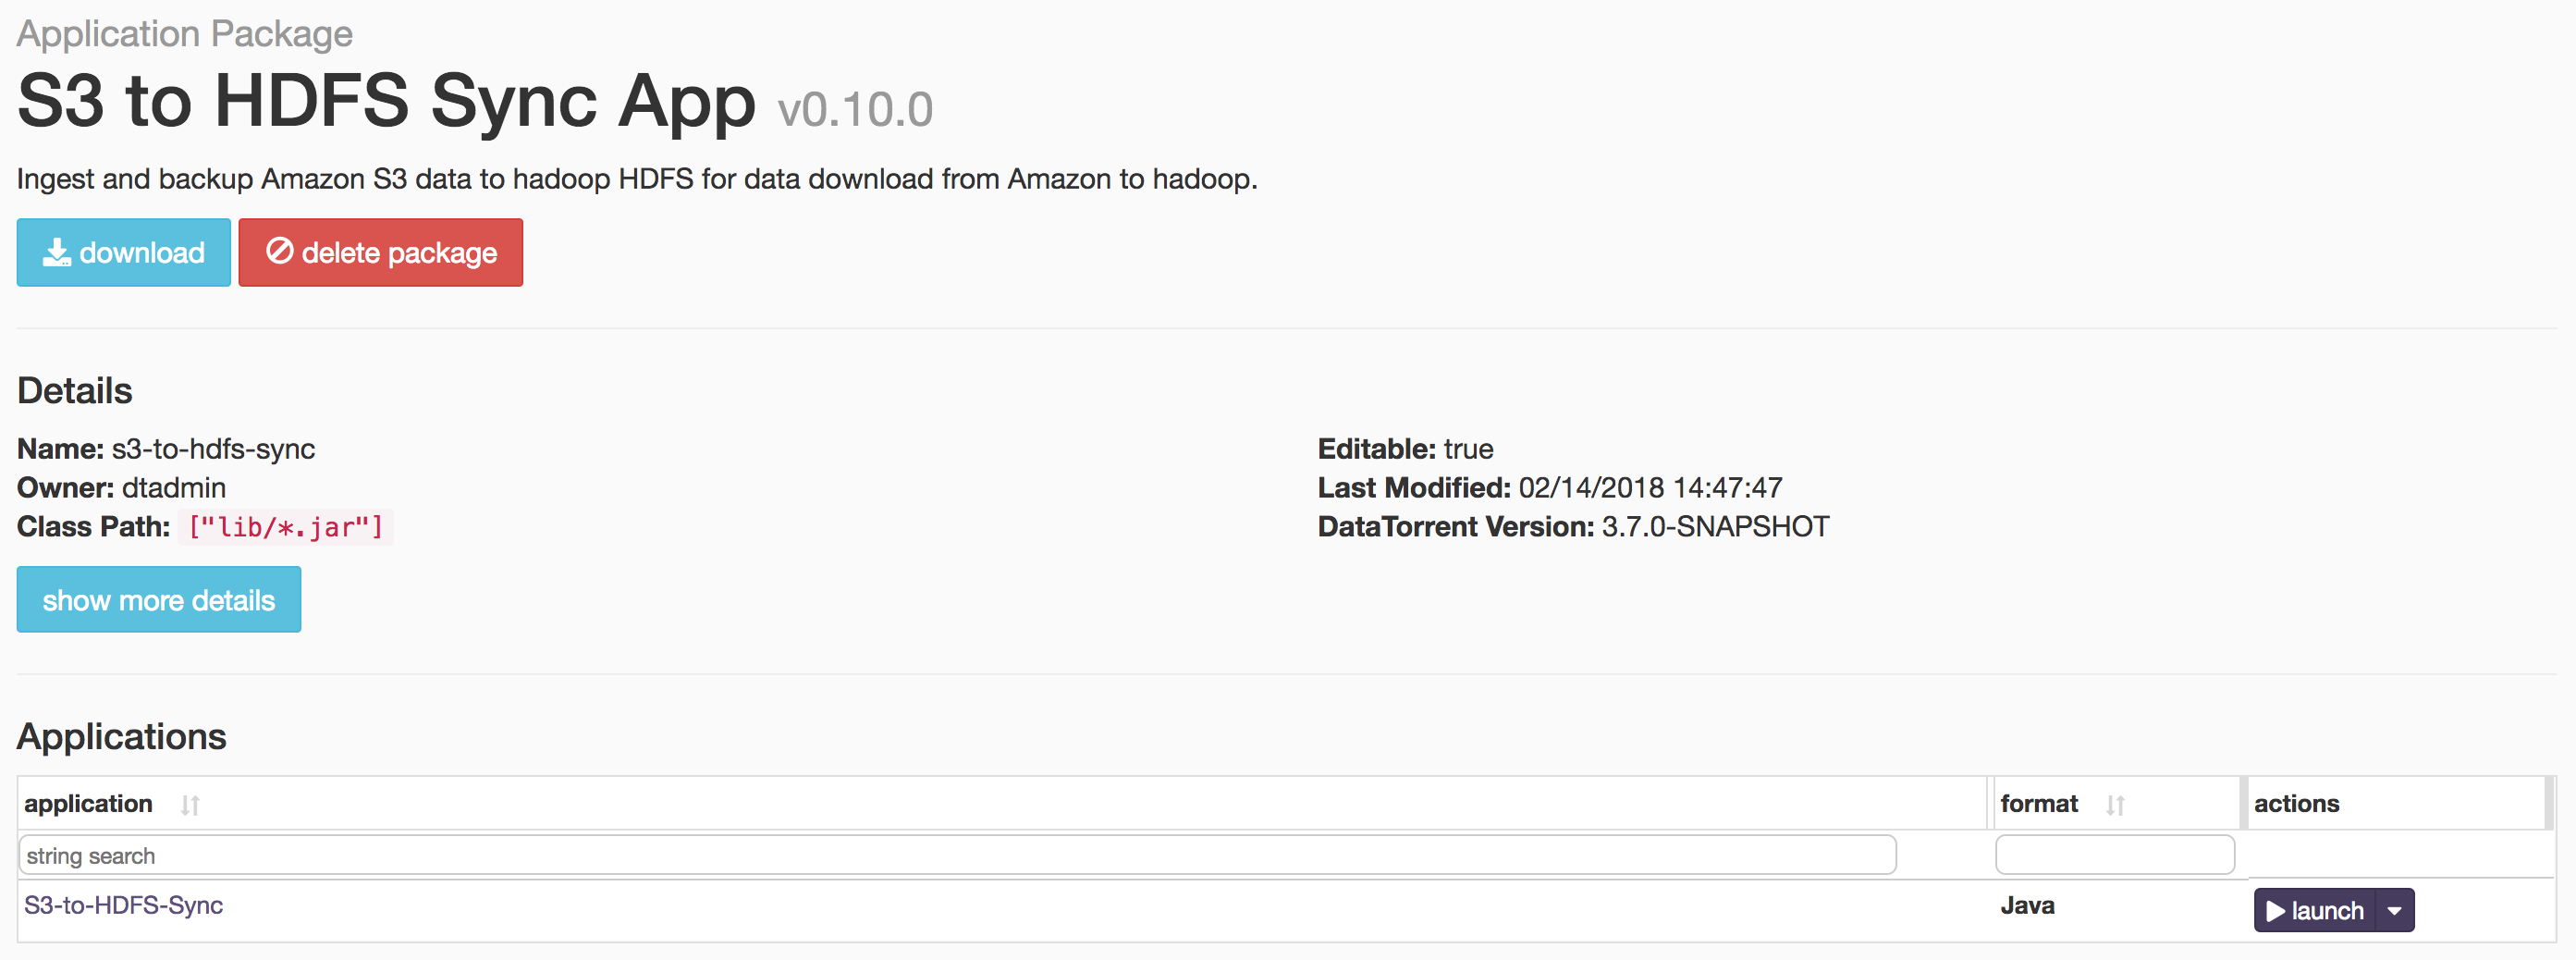 Application Package
S3 to HDFS Sync App v0.10.0
Ingest and backup Amazon S3 data to hadoop HDFS for data download from Amazon to hadoop.
download delete package
Details
Name: s3-to-hdfs-sync
Owner: dtadmin
Class Path: ["lib/*.jar"]
Editable: true
Last Modified: 02/14/2018 14:47:47
DataTorrent Version: 3.7.0-SNAPSHOT
show more details
Applications
application format actions
string search
S3-to-HDFS-Sync Java launch